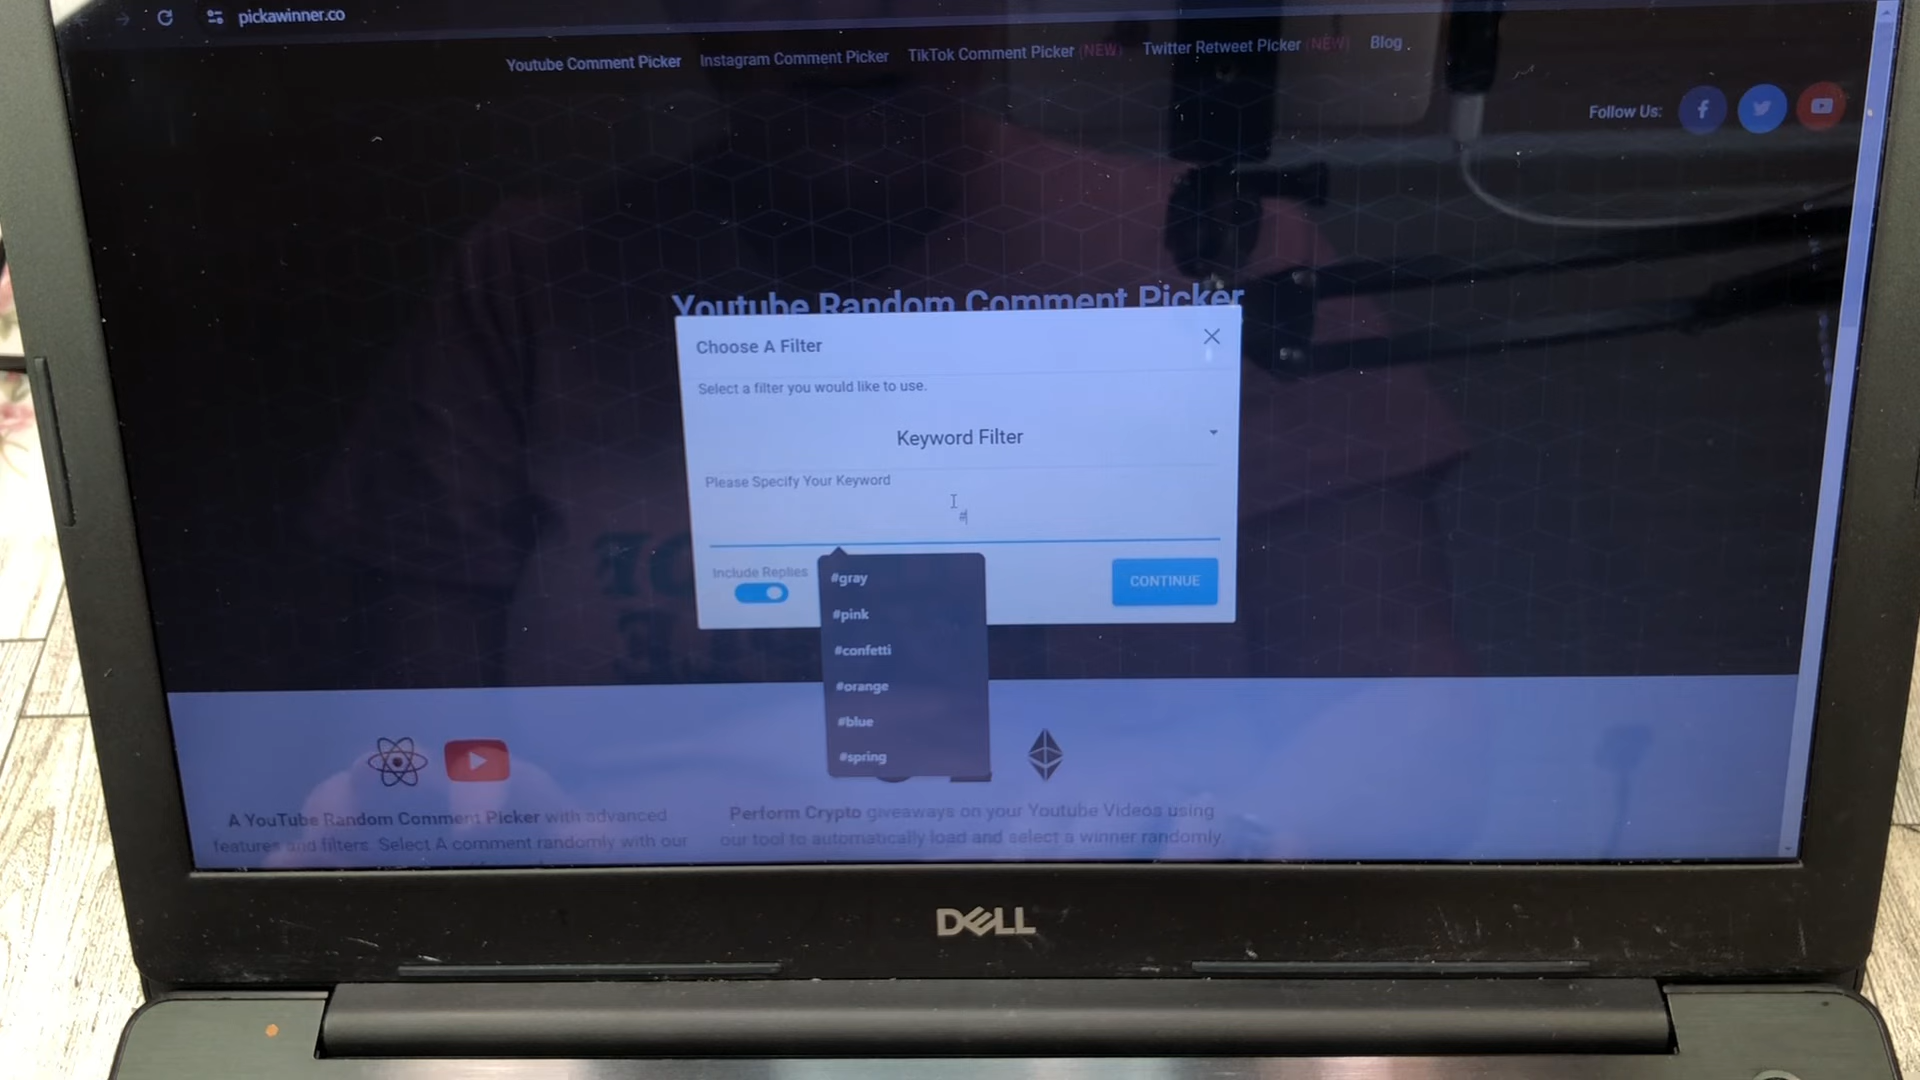 pickawinner.co
Youtube Comment Picker Instagram Comment Picker TikTok Comment Picker (NEW) Twitter Retweet Picker (NEW) Blog
Follow Us:
Youtube Random Comment Picker
Choose A Filter
Select a filter you would like to use.
Keyword Filter
Please Specify Your Keyword
#
Include Replies
CONTINUE
#gray
#pink
#confetti
#orange
#blue
#spring
A YouTube Random Comment Picker with advanced
features and filters. Select A comment randomly with our
Perform Crypto giveaways on your Youtube Videos using
our tool to automatically load and select a winner randomly.
DELL